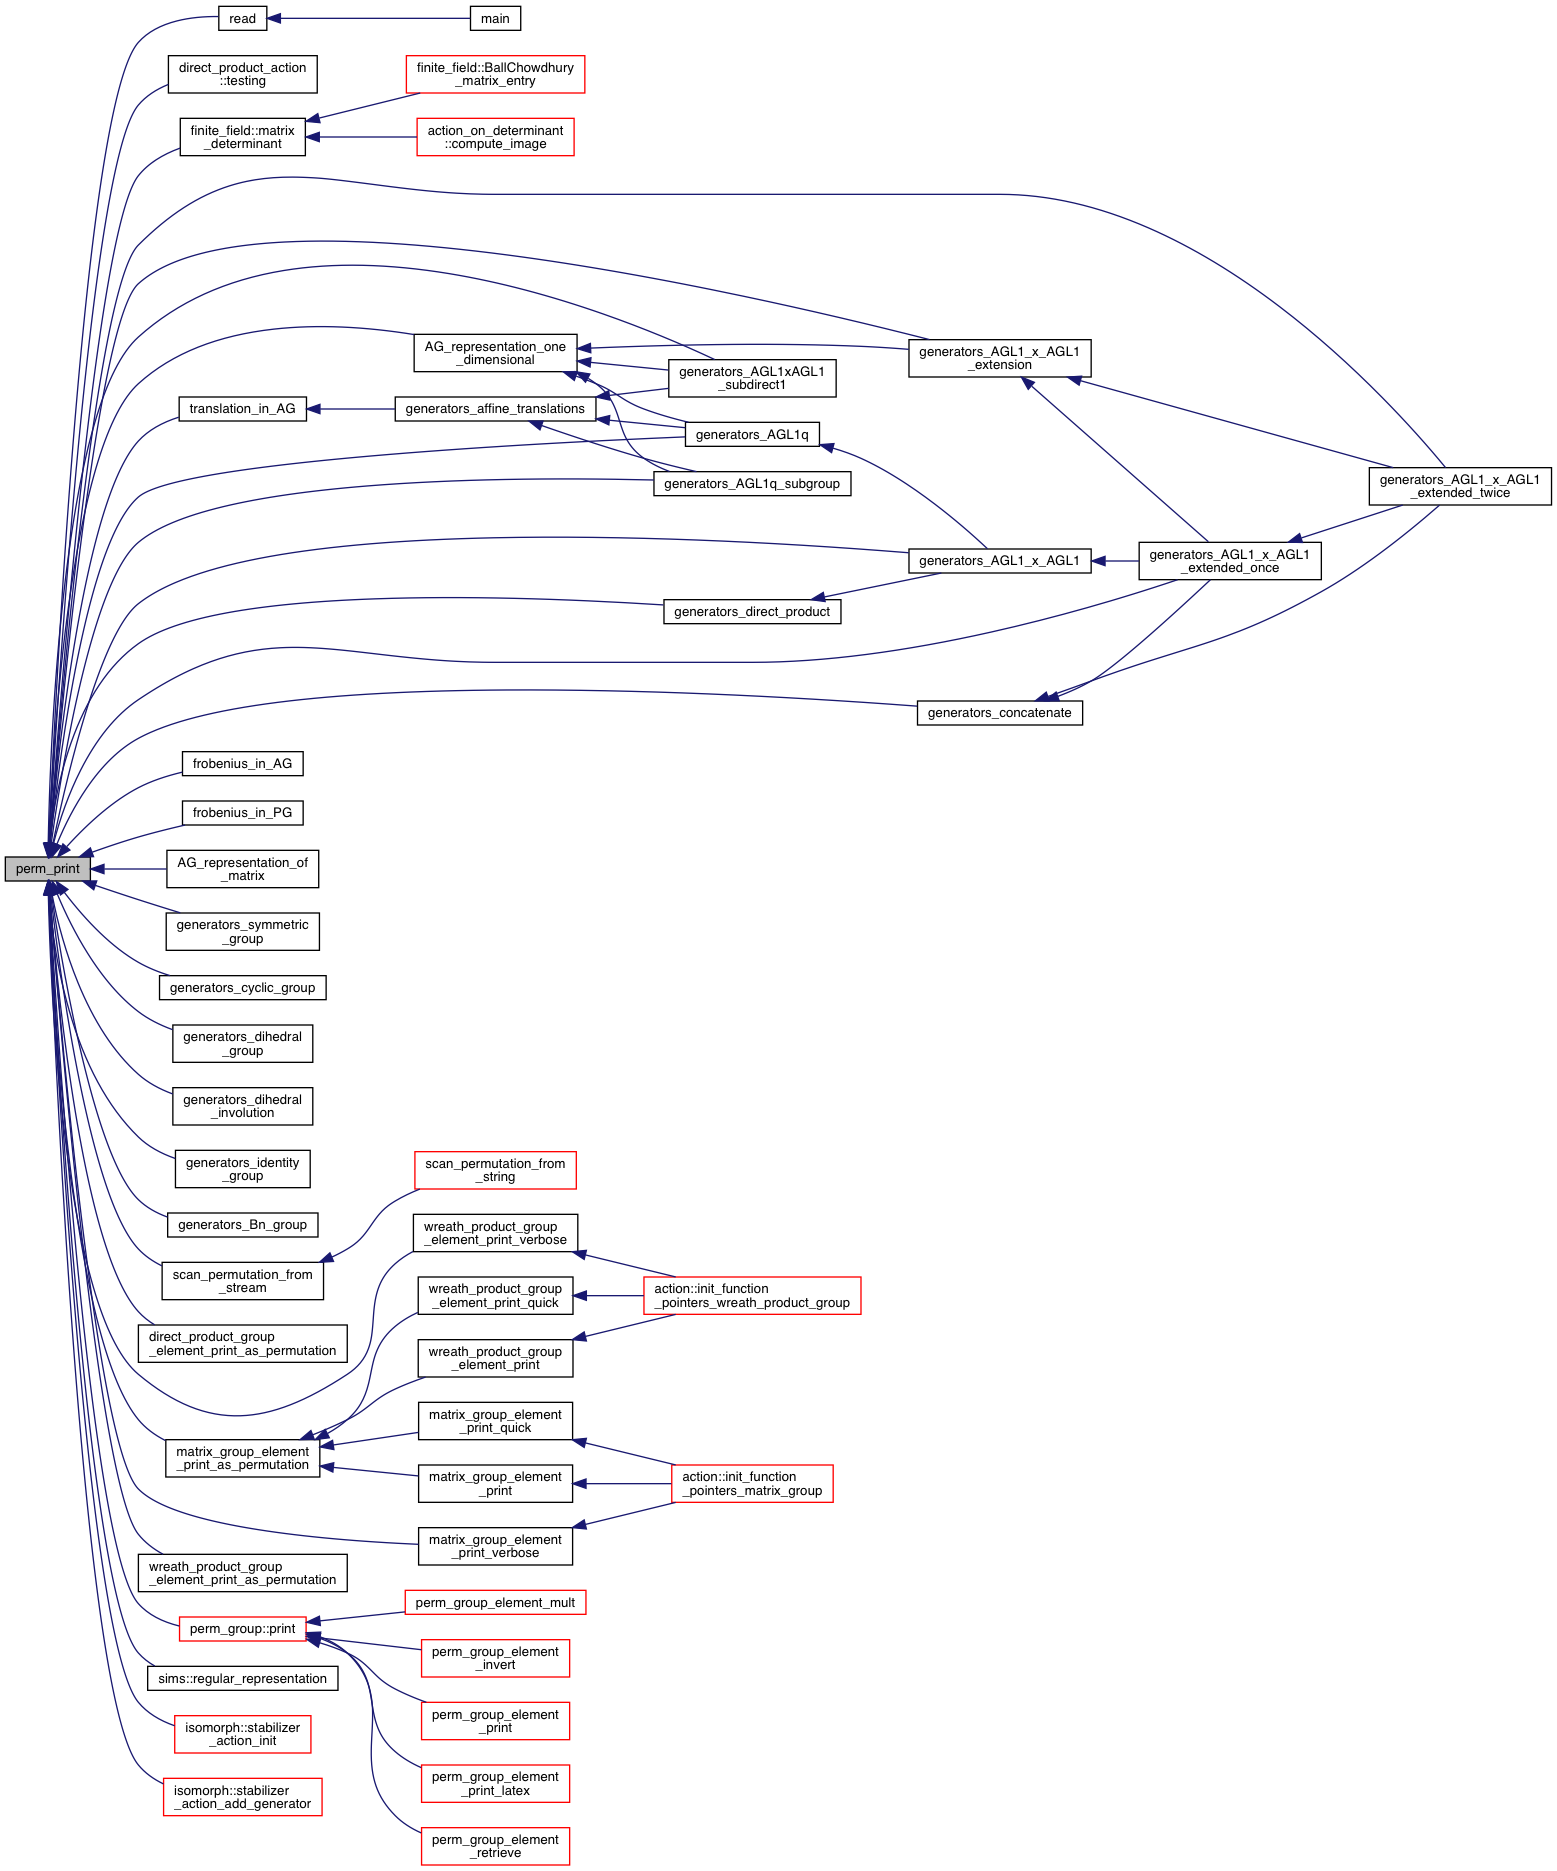 read
main
direct_product_action
::testing
finite_field::BallChowdhury
_matrix_entry
finite_field::matrix
_determinant
action_on_determinant
::compute_image
AG_representation_one
_dimensional
generators_AGL1_x_AGL1
_extension
generators_AGL1xAGL1
_subdirect1
translation_in_AG
generators_affine_translations
generators_AGL1q
generators_AGL1q_subgroup
generators_AGL1_x_AGL1
_extended_twice
generators_AGL1_x_AGL1
generators_AGL1_x_AGL1
_extended_once
generators_direct_product
generators_concatenate
frobenius_in_AG
frobenius_in_PG
perm_print
AG_representation_of
_matrix
generators_symmetric
_group
generators_cyclic_group
generators_dihedral
_group
generators_dihedral
_involution
generators_identity
_group
scan_permutation_from
_string
generators_Bn_group
wreath_product_group
_element_print_verbose
scan_permutation_from
_stream
wreath_product_group
_element_print_quick
action::init_function
_pointers_wreath_product_group
direct_product_group
_element_print_as_permutation
wreath_product_group
_element_print
matrix_group_element
_print_quick
matrix_group_element
_print_as_permutation
matrix_group_element
_print
action::init_function
_pointers_matrix_group
matrix_group_element
_print_verbose
wreath_product_group
_element_print_as_permutation
perm_group_element_mult
perm_group::print
perm_group_element
_invert
sims::regular_representation
perm_group_element
_print
isomorph::stabilizer
_action_init
perm_group_element
_print_latex
isomorph::stabilizer
_action_add_generator
perm_group_element
_retrieve